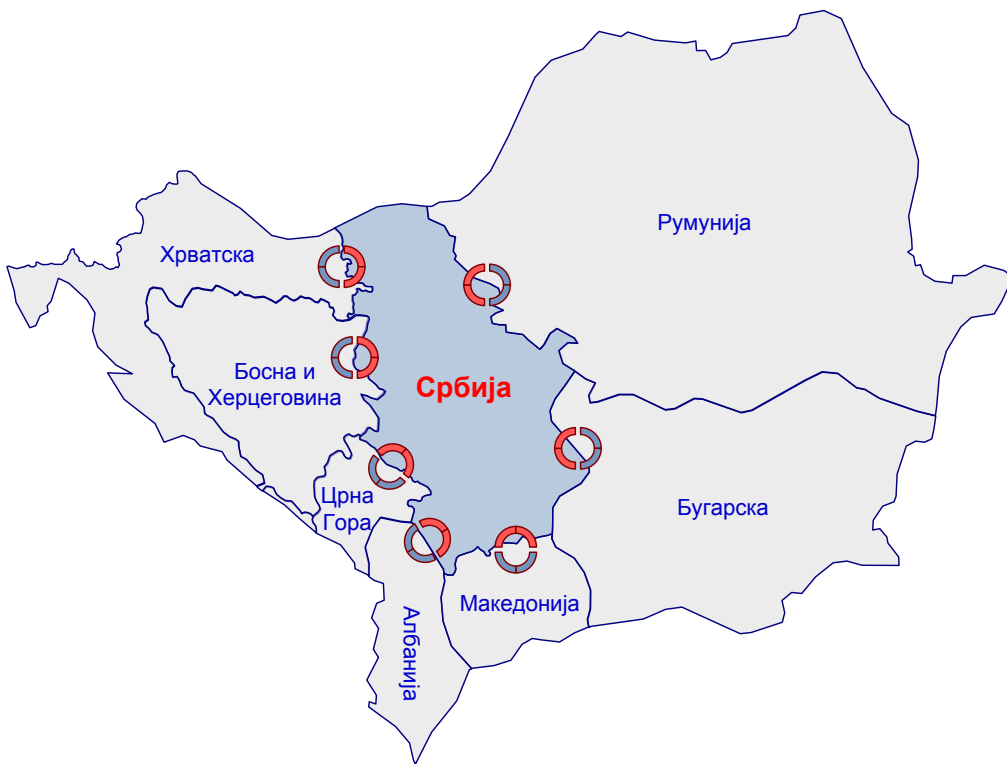 Румунија
Хрватска
Босна и
Херцеговина
Србија
Црна
Гора
Бугарска
Македонија
Албанија